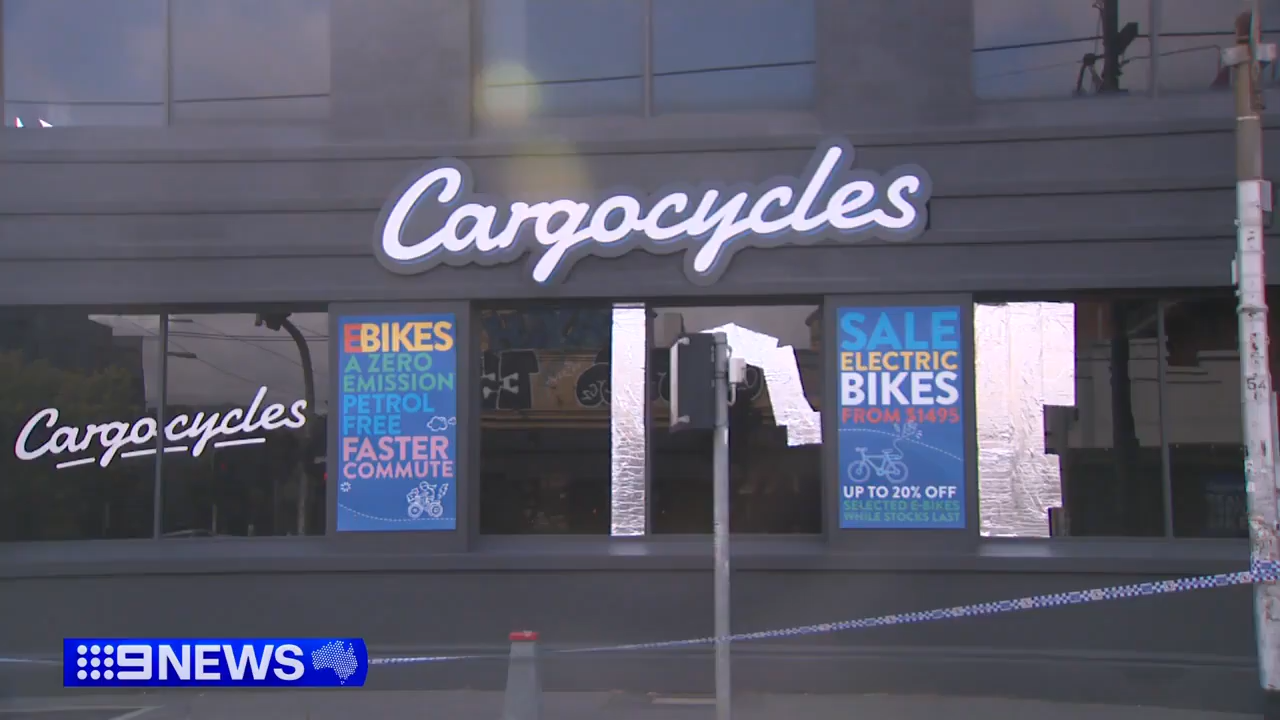 Cargocycles
Cargocycles
EBIKES
A ZERO
EMISSION
PETROL
FREE
FASTER
COMMUTE
SALE
ELECTRIC
BIKES
FROM $1495
UP TO 20% OFF
SELECTED E-BIKES
WHILE STOCKS LAST
54
9NEWS